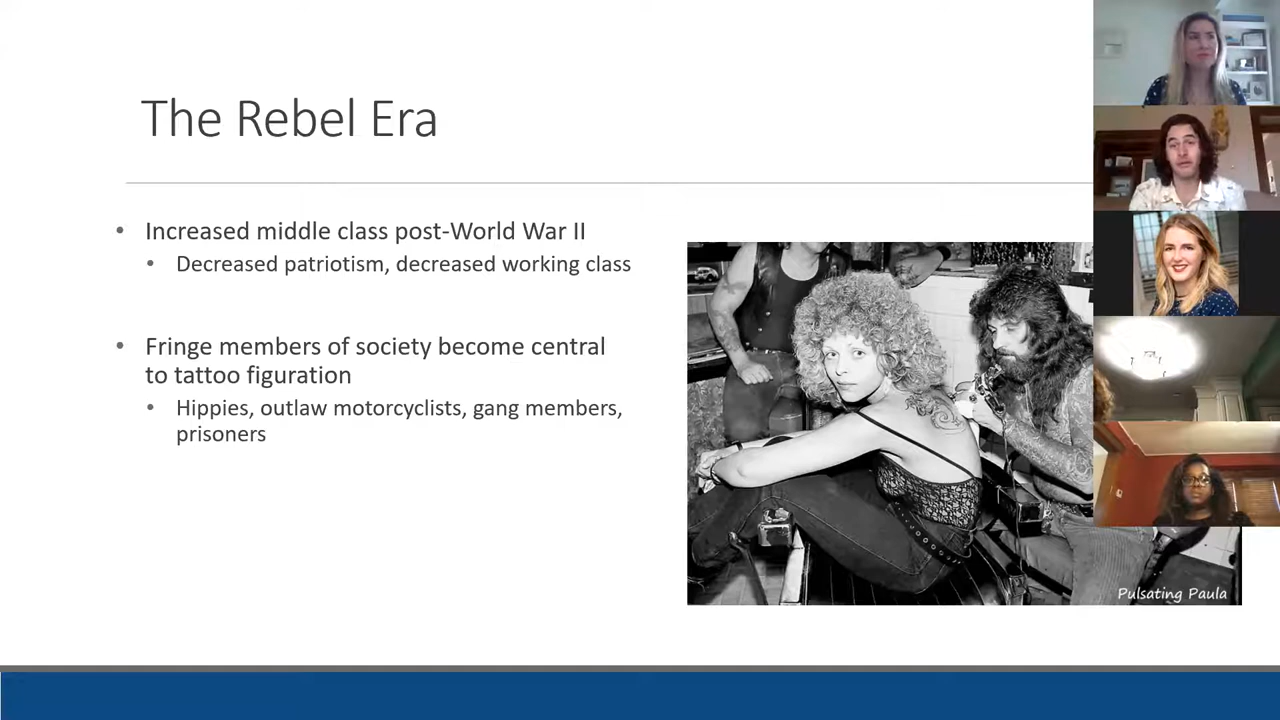 The Rebel Era
• Increased middle class post-World War II
• Decreased patriotism, decreased working class
• Fringe members of society become central
to tattoo figuration
• Hippies, outlaw motorcyclists, gang members,
prisoners
Pulsating Paula